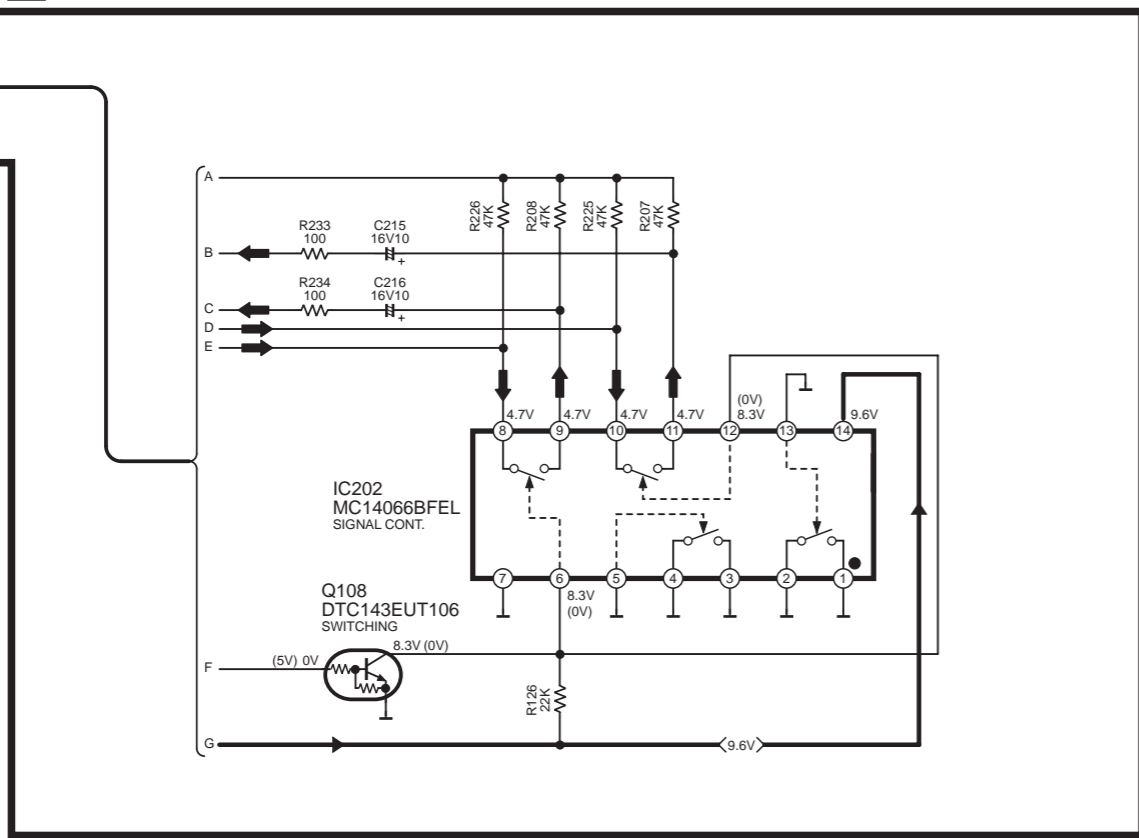 A
R226
47K
R208
47K
R225
47K
R207
47K
R233
100
C215
16V10
+
B
R234
100
C216
16V10
+
C
D
E
4.7V
4.7V
4.7V
4.7V
(0V)
8.3V
9.6V
8
9
10
11
12
13
14
IC202
MC14066BFEL
SIGNAL CONT.
7
6
5
4
3
2
1
8.3V
(0V)
Q108
DTC143EUT106
SWITCHING
8.3V (0V)
F
(5V) 0V
R126
22K
G
9.6V